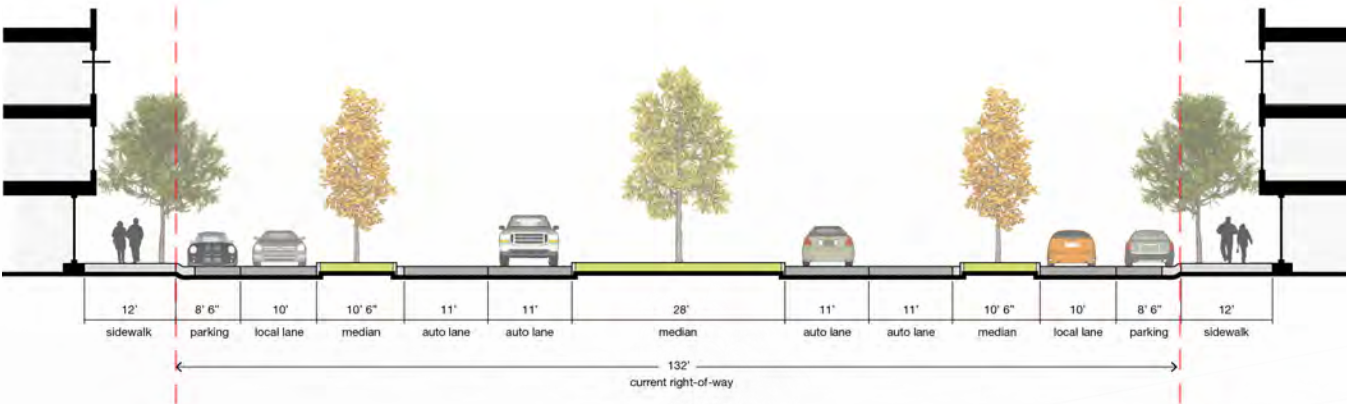 12' 8' 6" 10' 10' 6" 11' 11' 28' 11' 11' 10' 6" 10' 8' 6" 12'
sidewalk parking local lane median auto lane auto lane median auto lane auto lane median local lane parking sidewalk
132'
current right-of-way